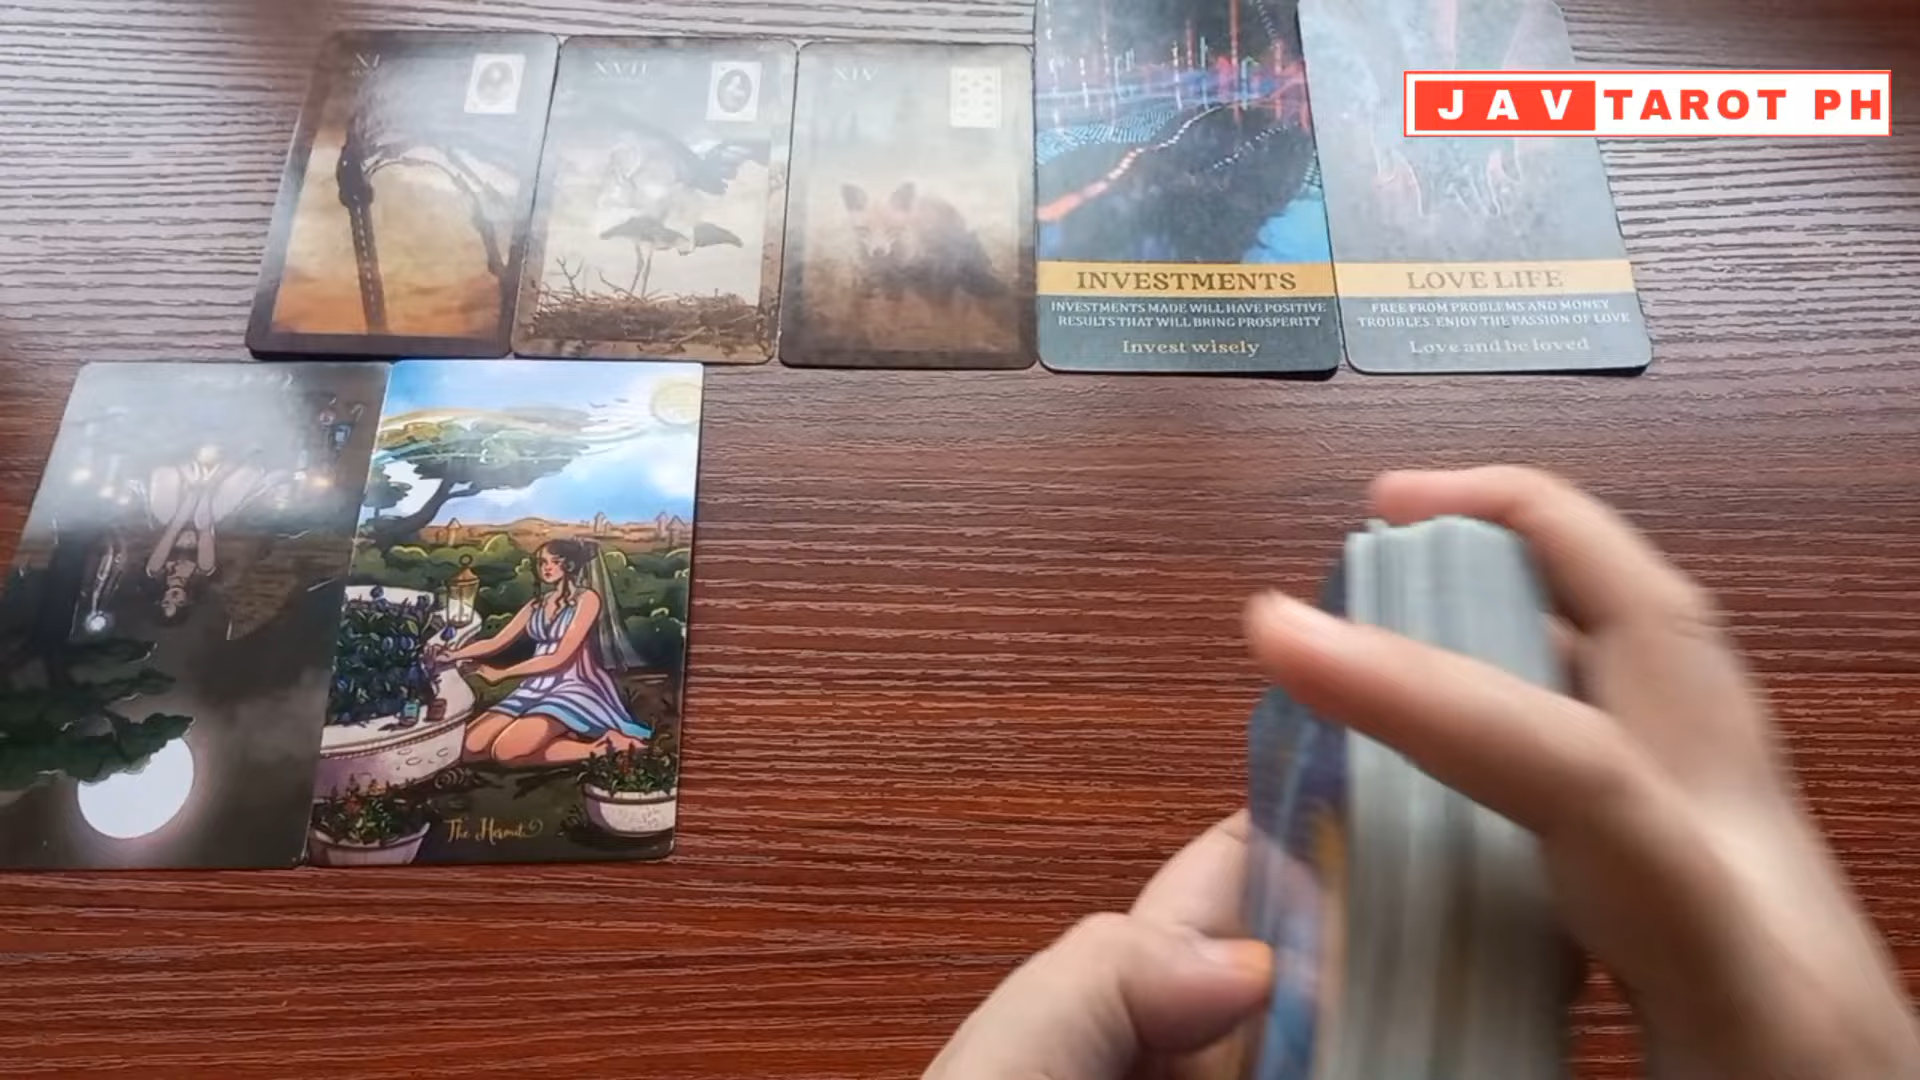 XI
XVII
XIV
JAV TAROT PH
INVESTMENTS
INVESTMENTS MADE WILL HAVE POSITIVE
RESULTS THAT WILL BRING PROSPERITY
Invest wisely
LOVE LIFE
FREE FROM PROBLEMS AND MONEY
TROUBLES. ENJOY THE PASSION OF LOVE
Love and be loved
The Hermit